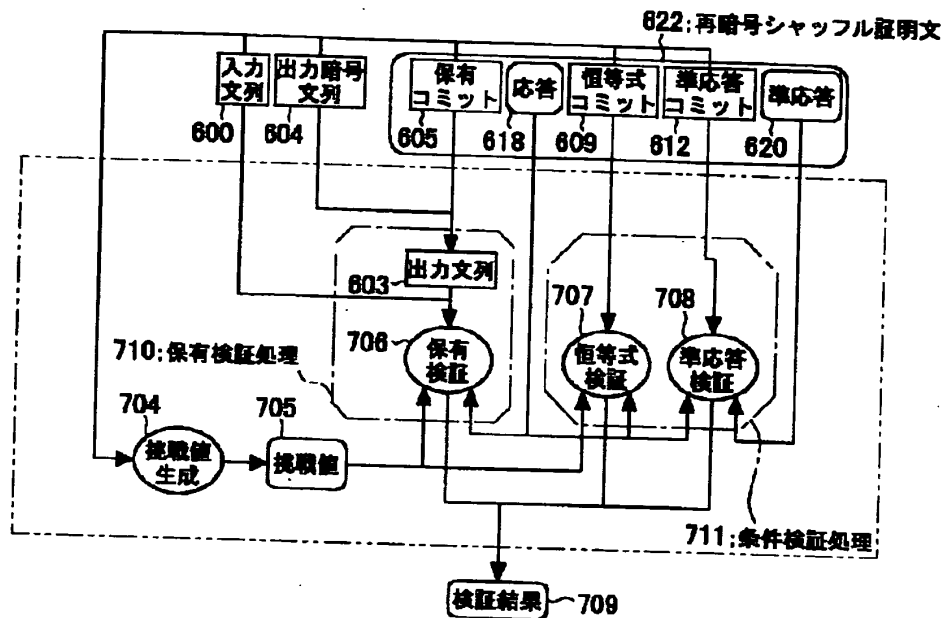 622;再暗号シャッフル証明文
入力
文列
600
出力暗号
文列
604
保有
コミット
605
応答
618
恒等式
コミット
609
準応答
コミット
612
準応答
620
出力文列
603
707
708
706
保有
検証
恒等式
検証
準応答
検証
710;保有検証処理
704
挑戦値
生成
705
挑戦値
711;条件検証処理
検証結果
709